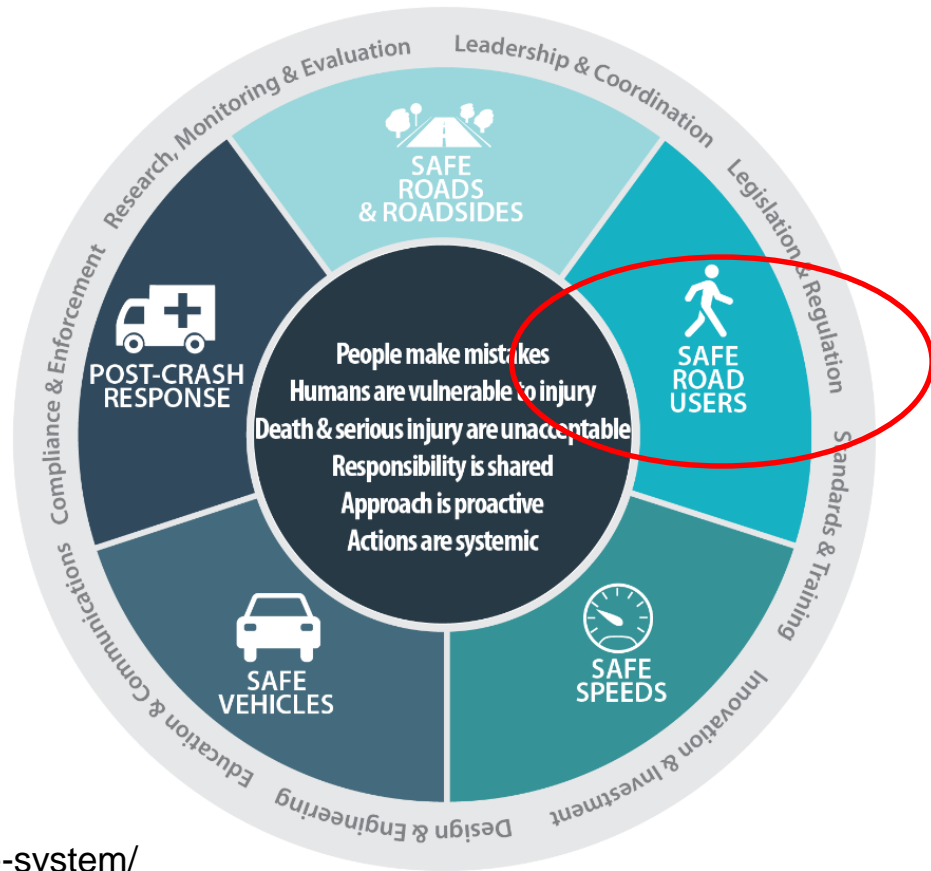 Leadership & Coordination
Legislation & Regulation
Standards & Training
Innovation & Investment
Design & Engineering
Education & Communications
Compliance & Enforcement
Research, Monitoring & Evaluation
SAFE
ROADS
& ROADSIDES
SAFE
ROAD
USERS
SAFE
SPEEDS
SAFE
VEHICLES
POST-CRASH
RESPONSE
People make mistakes
Humans are vulnerable to injury
Death & serious injury are unacceptable
Responsibility is shared
Approach is proactive
Actions are systemic
-system/